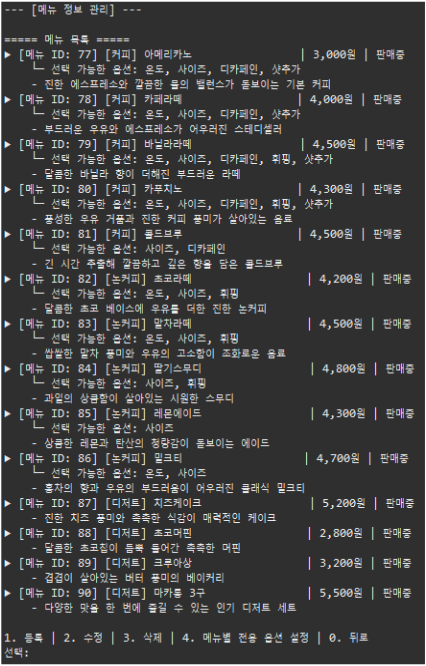 --- [메뉴 정보 관리] ---
===== 메뉴 목록 =====
▶ [메뉴 ID: 77] [커피] 아메리카노 | 3,000원 | 판매중
└─ 선택 가능한 옵션: 온도, 사이즈, 디카페인, 샷추가
- 진한 에스프레소와 깔끔한 물의 밸런스가 돋보이는 기본 커피
▶ [메뉴 ID: 78] [커피] 카페라떼 | 4,000원 | 판매중
└─ 선택 가능한 옵션: 온도, 사이즈, 디카페인, 샷추가
- 부드러운 우유와 에스프레소가 어우러진 스테디셀러
▶ [메뉴 ID: 79] [커피] 바닐라라떼 | 4,500원 | 판매중
└─ 선택 가능한 옵션: 온도, 사이즈, 디카페인, 휘핑, 샷추가
- 달콤한 바닐라 향이 더해진 부드러운 라떼
▶ [메뉴 ID: 80] [커피] 카푸치노 | 4,300원 | 판매중
└─ 선택 가능한 옵션: 온도, 사이즈, 디카페인, 휘핑, 샷추가
- 풍성한 우유 거품과 진한 커피 풍미가 살아있는 음료
▶ [메뉴 ID: 81] [커피] 콜드브루 | 4,500원 | 판매중
└─ 선택 가능한 옵션: 사이즈, 디카페인
- 긴 시간 추출해 깔끔하고 깊은 향을 담은 콜드브루
▶ [메뉴 ID: 82] [논커피] 초코라떼 | 4,200원 | 판매중
└─ 선택 가능한 옵션: 온도, 사이즈, 휘핑
- 달콤한 초코 베이스에 우유를 더한 진한 논커피
▶ [메뉴 ID: 83] [논커피] 말차라떼 | 4,500원 | 판매중
└─ 선택 가능한 옵션: 온도, 사이즈, 휘핑
- 쌉쌀한 말차 풍미와 우유의 고소함이 조화로운 음료
▶ [메뉴 ID: 84] [논커피] 딸기스무디 | 4,800원 | 판매중
└─ 선택 가능한 옵션: 사이즈, 휘핑
- 과일의 상큼함이 살아있는 시원한 스무디
▶ [메뉴 ID: 85] [논커피] 레몬에이드 | 4,300원 | 판매중
└─ 선택 가능한 옵션: 사이즈
- 상큼한 레몬과 탄산의 청량감이 돋보이는 에이드
▶ [메뉴 ID: 86] [논커피] 밀크티 | 4,700원 | 판매중
└─ 선택 가능한 옵션: 온도, 사이즈
- 홍차의 향과 우유의 부드러움이 어우러진 클래식 밀크티
▶ [메뉴 ID: 87] [디저트] 치즈케이크 | 5,200원 | 판매중
- 진한 치즈 풍미와 촉촉한 식감이 매력적인 케이크
▶ [메뉴 ID: 88] [디저트] 초코머핀 | 2,800원 | 판매중
- 달콤한 초코칩이 듬뿍 들어간 촉촉한 머핀
▶ [메뉴 ID: 89] [디저트] 크루아상 | 3,200원 | 판매중
- 겹겹이 살아있는 버터 풍미의 베이커리
▶ [메뉴 ID: 90] [디저트] 마카롱 3구 | 5,500원 | 판매중
- 다양한 맛을 한 번에 즐길 수 있는 인기 디저트 세트
1. 등록 | 2. 수정 | 3. 삭제 | 4. 메뉴별 전용 옵션 설정 | 0. 뒤로
선택: